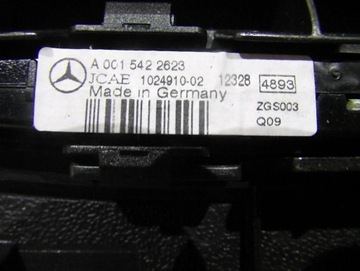 A 001 542 2623
JCAE 1024910-02 12328 4893
Made in Germany
ZGS003
Q09